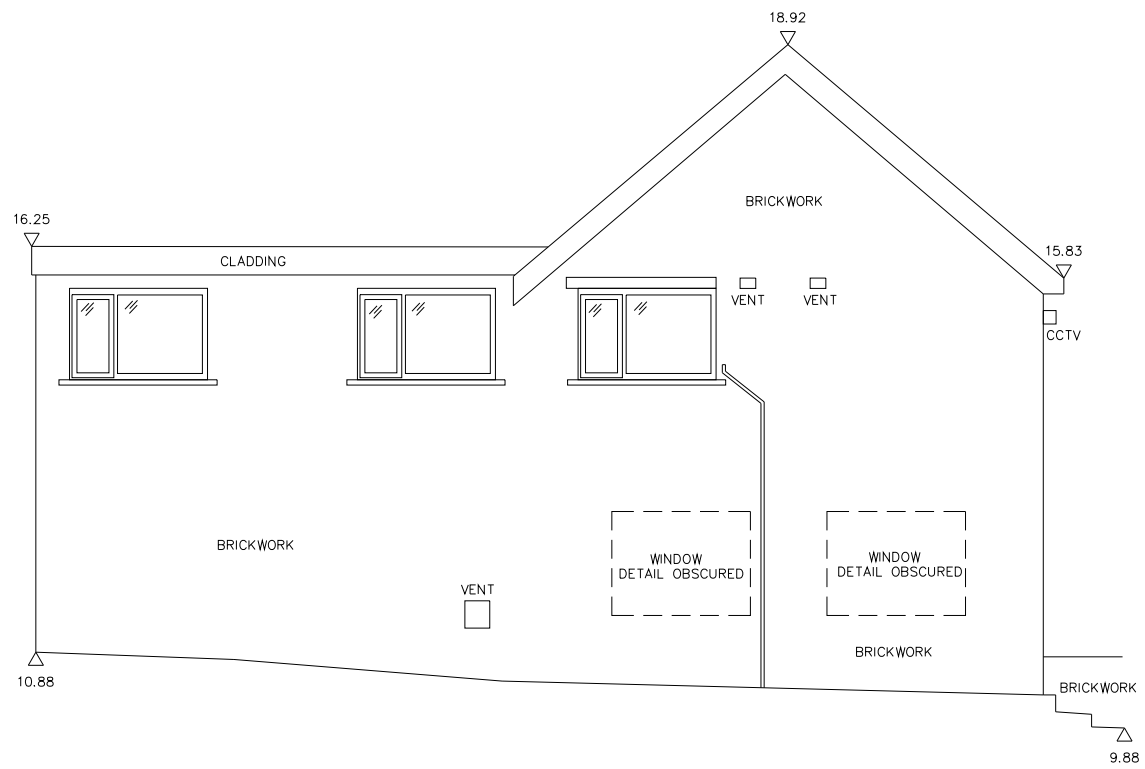 18.92
BRICKWORK
16.25
15.83
CLADDING
VENT
VENT
CCTV
BRICKWORK
WINDOW
DETAIL OBSCURED
WINDOW
DETAIL OBSCURED
VENT
BRICKWORK
10.88
BRICKWORK
9.88